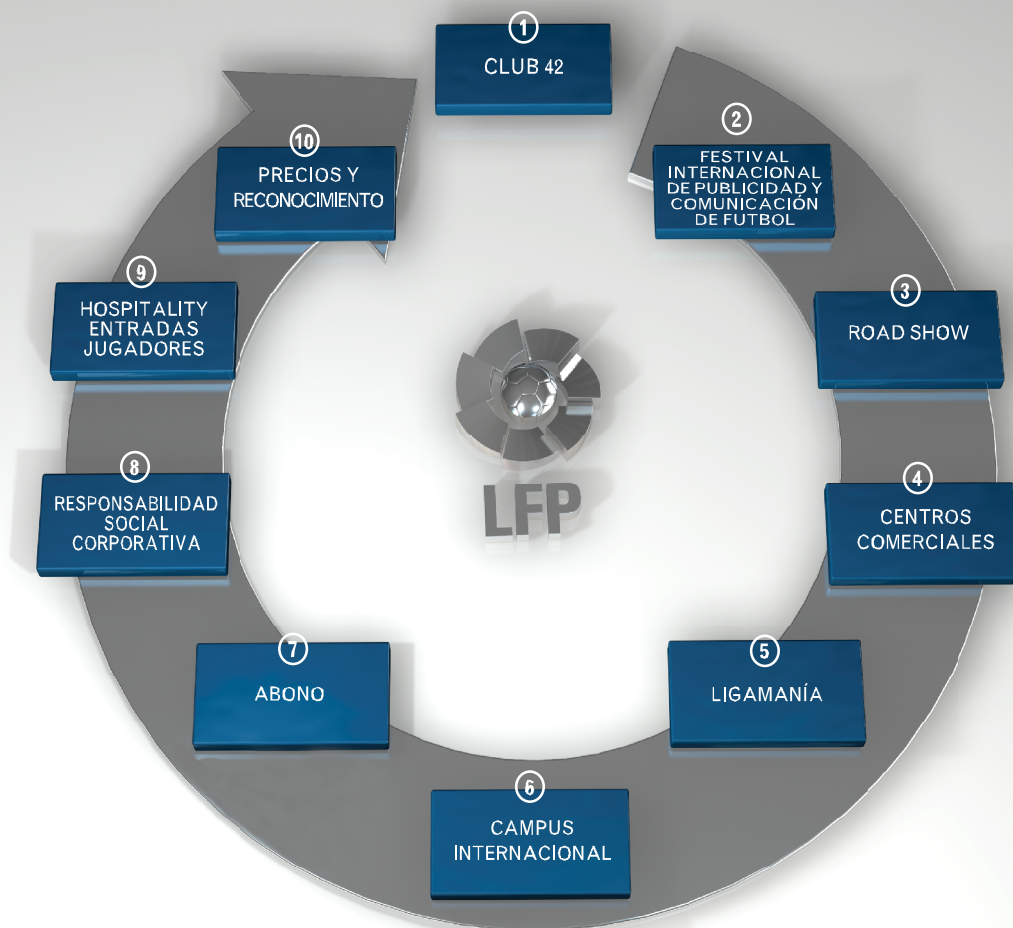 1
CLUB 42
2
FESTIVAL
INTERNACIONAL
DE PUBLICIDAD Y
COMUNICACIÓN
DE FUTBOL
3
ROAD SHOW
4
CENTROS
COMERCIALES
5
LIGAMANÍA
6
CAMPUS
INTERNACIONAL
7
ABONO
8
RESPONSABILIDAD
SOCIAL
CORPORATIVA
9
HOSPITALITY
ENTRADAS
JUGADORES
10
PRECIOS Y
RECONOCIMIENTO
LFP